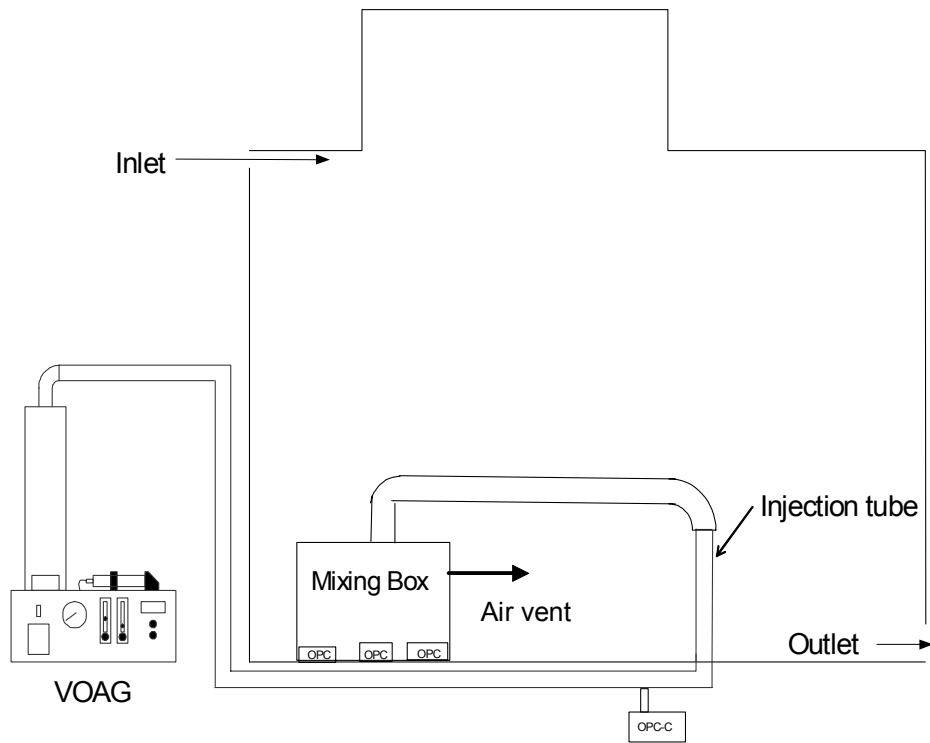 Inlet
Injection tube
Mixing Box
Air vent
Outlet
OPC OPC OPC
VOAG
OPC-C